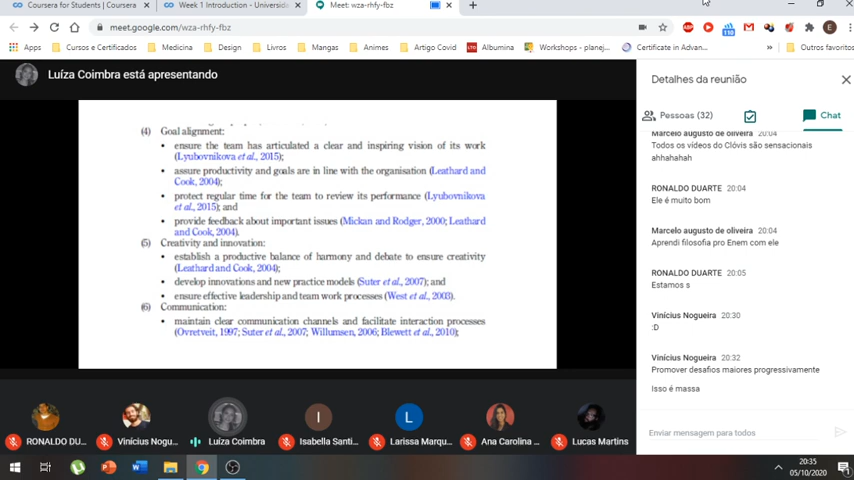 Coursera for Students | Coursera
Week 1 Introduction - Universida
Meet: wza-rhfy-fbz
meet.google.com/wza-rhfy-fbz
Apps
Cursos e Certificados
Medicina
Design
Livros
Mangas
Animes
Artigo Covid
Albumina
Workshops - planej...
Certificate in Advan...
»
Outros favoritos
ABP
110
E
Luíza Coimbra está apresentando
(4) Goal alignment:
• ensure the team has articulated a clear and inspiring vision of its work
(Lyubovnikova et al., 2015);
• assure productivity and goals are in line with the organisation (Leathard and
Cook, 2004);
• protect regular time for the team to review its performance (Lyubovnikova
et al., 2015); and
• provide feedback about important issues (Mickan and Rodger, 2000; Leathard
and Cook, 2004).
(5) Creativity and innovation:
• establish a productive balance of harmony and debate to ensure creativity
(Leathard and Cook, 2004);
• develop innovations and new practice models (Suter et al., 2007); and
• ensure effective leadership and team work processes (West et al., 2003).
(6) Communication:
• maintain clear communication channels and facilitate interaction processes
(Ovretveit, 1997; Suter et al., 2007; Willumsen, 2006; Blewett et al., 2010);
RONALDO DU...
Vinícius Nogu...
Luíza Coimbra
I
Isabella Santi...
L
Larissa Marqu...
Ana Carolina ...
Lucas Martins
Detalhes da reunião
Pessoas (32)
Chat
Marcelo augusto de oliveira 20:04
Todos os vídeos do Clóvis são sensacionais
ahhahahah
RONALDO DUARTE 20:04
Ele é muito bom
Marcelo augusto de oliveira 20:04
Aprendi filosofia pro Enem com ele
RONALDO DUARTE 20:05
Estamos s
Vinícius Nogueira 20:30
:D
Vinícius Nogueira 20:32
Promover desafios maiores progressivamente
Isso é massa
Enviar mensagem para todos
20:35
05/10/2020